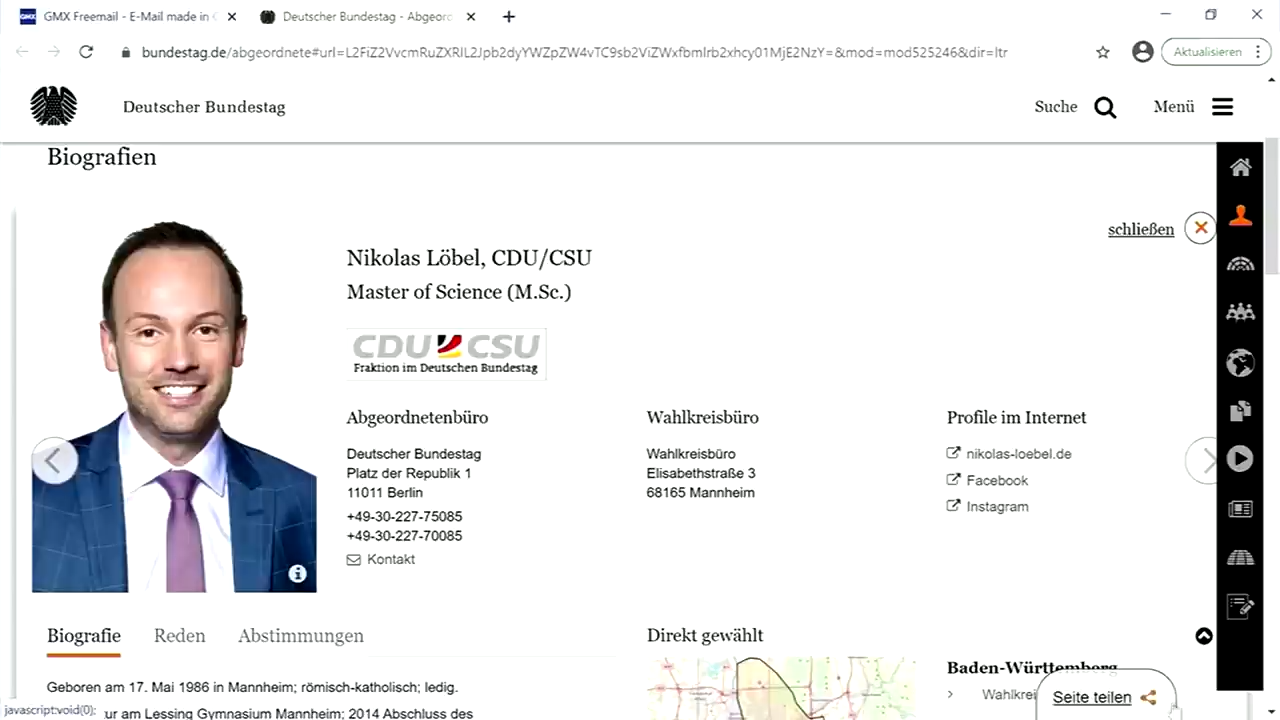 GMX Freemail - E-Mail made in
Deutscher Bundestag - Abgeord
bundestag.de/abgeordnete#url=L2FiZ2VvcmRuZXRlL2Jpb2dyYWZpZW4vTC9sb2ViZWxfbmlrb2xhcy01MjE2NzY=&mod=mod525246&dir=ltr
Aktualisieren
Deutscher Bundestag
Suche
Menü
Biografien
schließen
Nikolas Löbel, CDU/CSU
Master of Science (M.Sc.)
CDU CSU
Fraktion im Deutschen Bundestag
Abgeordnetenbüro
Deutscher Bundestag
Platz der Republik 1
11011 Berlin
+49-30-227-75085
+49-30-227-70085
Kontakt
Wahlkreisbüro
Wahlkreisbüro
Elisabethstraße 3
68165 Mannheim
Profile im Internet
nikolas-loebel.de
Facebook
Instagram
Biografie Reden Abstimmungen
Direkt gewählt
Baden-Württemberg
Wahlkrei
Seite teilen
Geboren am 17. Mai 1986 in Mannheim; römisch-katholisch; ledig.
javascript:void(0);
ur am Lessing Gymnasium Mannheim; 2014 Abschluss des